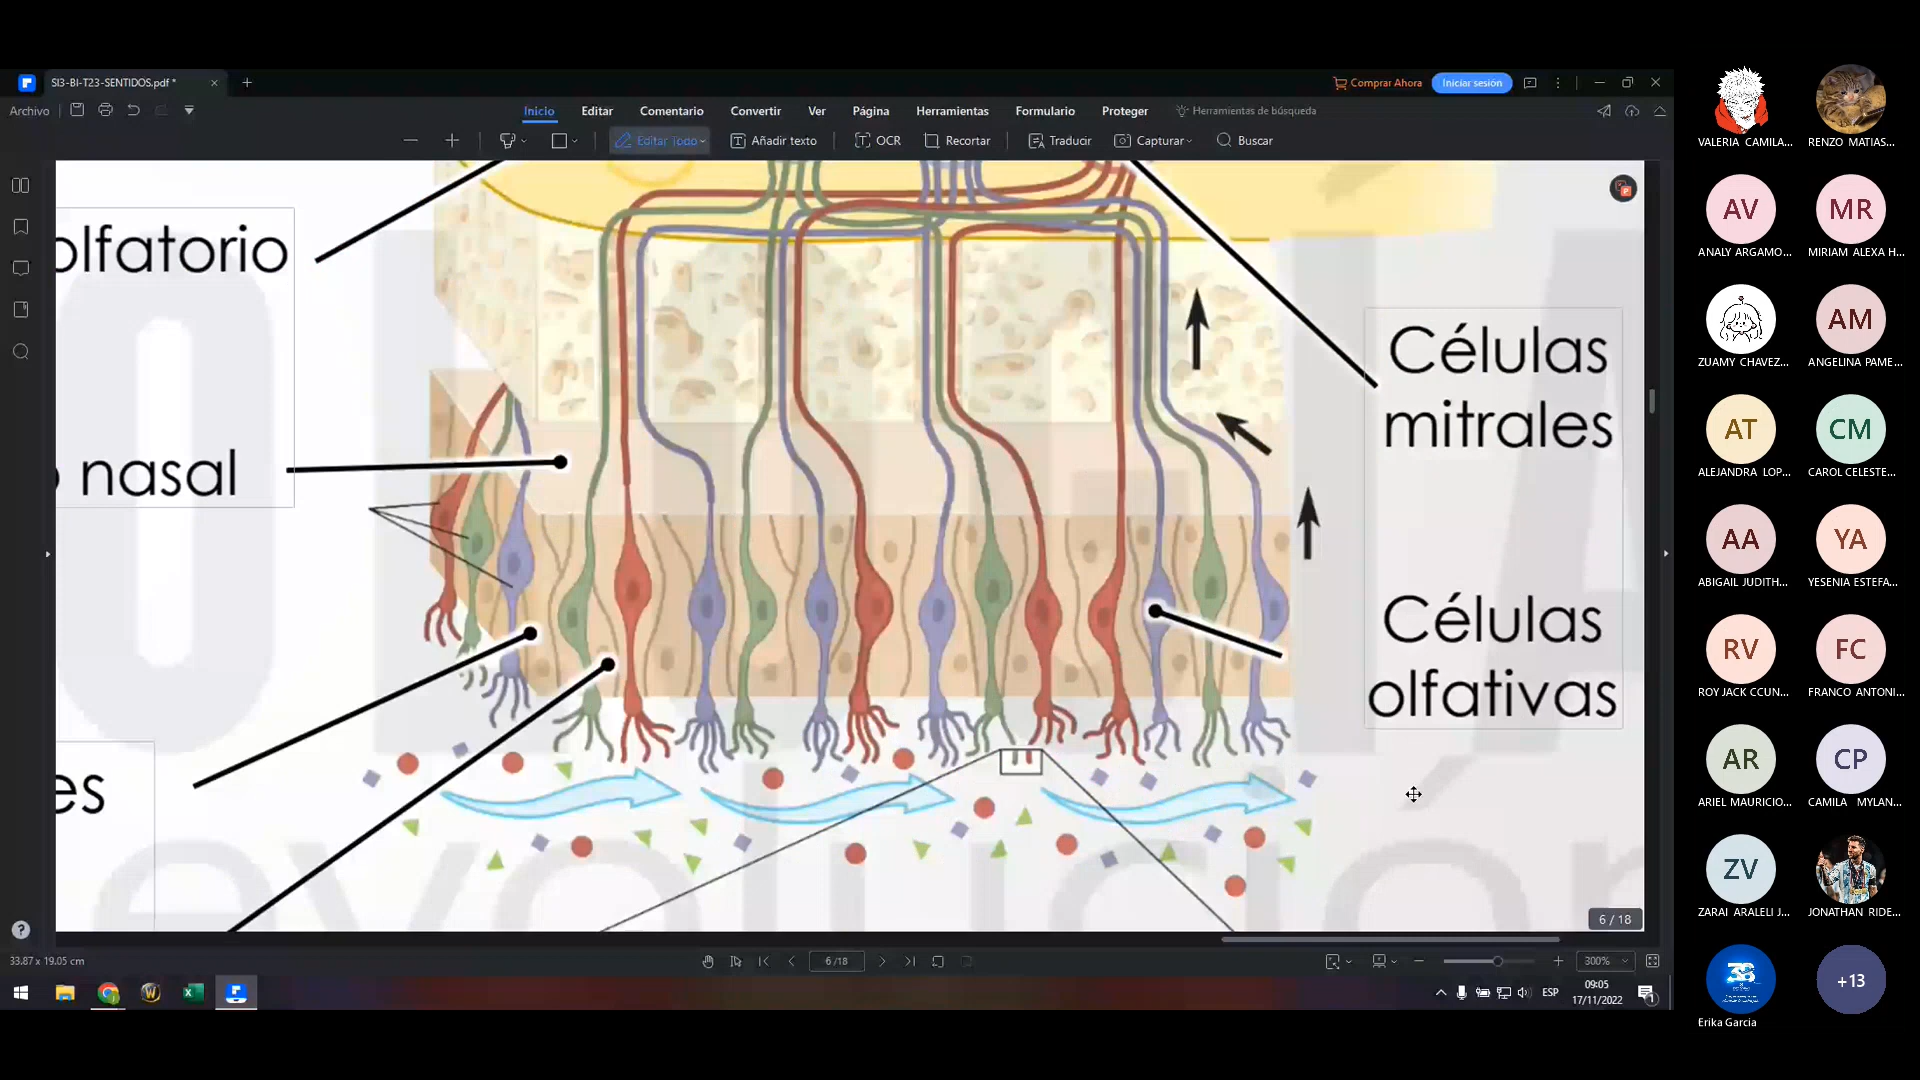 SI3-BI-T23-SENTIDOS.pdf *
Comprar Ahora
Iniciar sesión
Archivo
Inicio
Editar
Comentario
Convertir
Ver
Página
Herramientas
Formulario
Proteger
Herramientas de búsqueda
Editar Todo
Añadir texto
OCR
Recortar
Traducir
Capturar
Buscar
olfatorio
o nasal
es
Células
mitrales
Células
olfativas
evolución
6 / 18
33.87 x 19.05 cm
6 /18
300%
ESP
09:05
17/11/2022
1
VALERIA CAMILA...
RENZO MATIAS...
AV
ANALY ARGAMO...
MR
MIRIAM ALEXA H...
ZUAMY CHAVEZ...
AM
ANGELINA PAME...
AT
ALEJANDRA LOP...
CM
CAROL CELESTE...
AA
ABIGAIL JUDITH...
YA
YESENIA ESTEFA...
RV
ROY JACK CCUN...
FC
FRANCO ANTONI...
AR
ARIEL MAURICIO...
CP
CAMILA MYLAN...
ZV
ZARAI ARALELI J...
JONATHAN RIDE...
Erika Garcia
+13